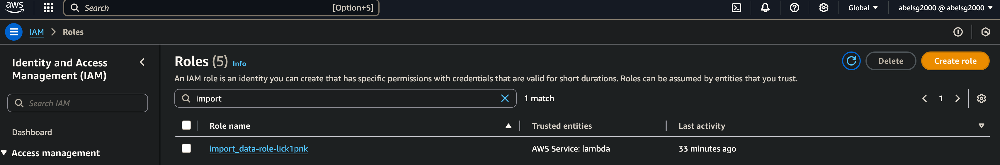 aws
Search [Option+S] Global abelsg2000 @ abelsg2000
IAM Roles
Identity and Access
Management (IAM)
Search IAM
Dashboard
Access management
Roles (5) Info
Delete
Create role
An IAM role is an identity you can create that has specific permissions with credentials that are valid for short durations. Roles can be assumed by entities that you trust.
import 1 match 1
Role name Trusted entities Last activity
import_data-role-lick1pnk AWS Service: lambda 33 minutes ago